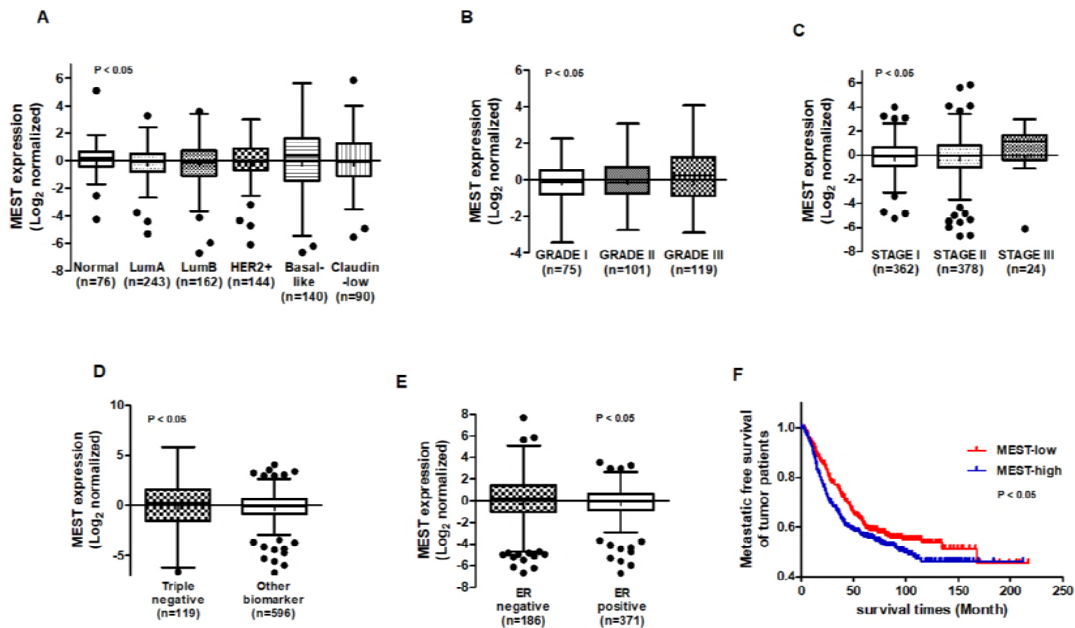 A
MEST expression
(Log2 normalized)
P < 0.05
6
4
2
0
-2
-4
-6
-8
Normal
(n=76)
LumA
(n=243)
LumB
(n=162)
HER2+
(n=144)
Basal-
like
(n=140)
Claudin
-low
(n=90)
B
MEST expression
(Log2 normalized)
P < 0.05
6
4
2
0
-2
-4
GRADE I
(n=75)
GRADE II
(n=101)
GRADE III
(n=119)
C
MEST expression
(Log2 normalized)
P < 0.05
8
6
4
2
0
-2
-4
-6
-8
STAGE I
(n=362)
STAGE II
(n=378)
STAGE III
(n=24)
D
MEST expression
(Log2 normalized)
P < 0.05
10
5
0
-5
Triple
negative
(n=119)
Other
biomarker
(n=596)
E
MEST expression
(Log2 normalized)
P < 0.05
8
6
4
2
0
-2
-4
-6
-8
ER
negative
(n=186)
ER
positive
(n=371)
F
Metastatic free survival
of tumor patients
1.0
0.8
0.6
0.4
MEST-low
MEST-high
P < 0.05
0
50
100
150
200
250
survival times (Month)